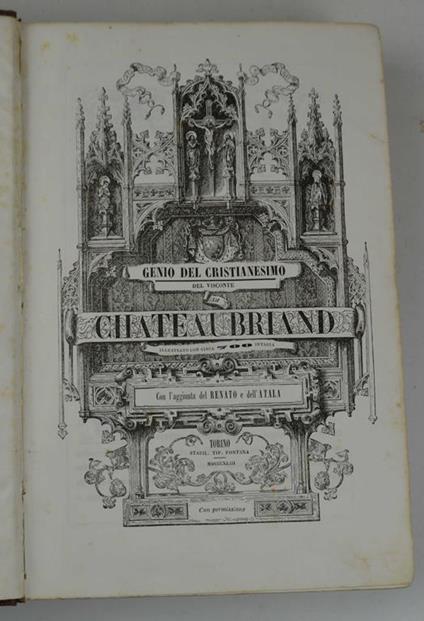 GENIO DEL CRISTIANESIMO
DEL VISCONTE
DI
CHATEAUBRIAND
ILLUSTRATO CON CIRCA 700 INTAGLI
Con l'aggiunta del RENATO e dell'ATALA
TORINO
STABIL. TIP. FONTANA
MDCCCXLIII
Con permissione